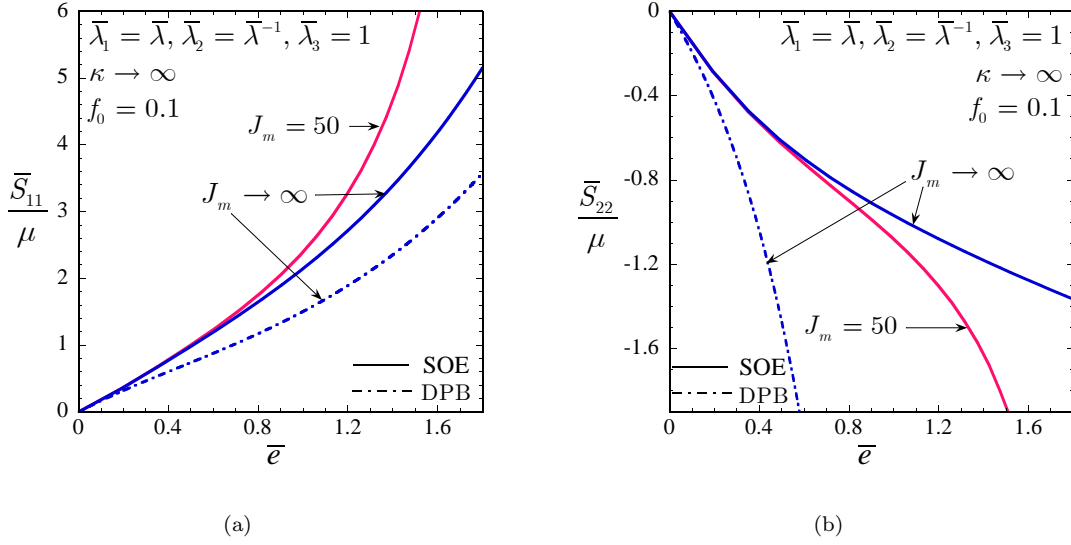 6
5
4
3
2
1
0
S̅₁₁
μ
λ̅₁ = λ̅, λ̅₂ = λ̅⁻¹, λ̅₃ = 1
κ → ∞
f₀ = 0.1
Jₘ = 50
Jₘ → ∞
SOE
DPB
0 0.4 0.8 1.2 1.6
e̅
(a)
0
-0.4
-0.8
-1.2
-1.6
S̅₂₂
μ
λ̅₁ = λ̅, λ̅₂ = λ̅⁻¹, λ̅₃ = 1
κ → ∞
f₀ = 0.1
Jₘ → ∞
Jₘ = 50
SOE
DPB
0 0.4 0.8 1.2 1.6
e̅
(b)